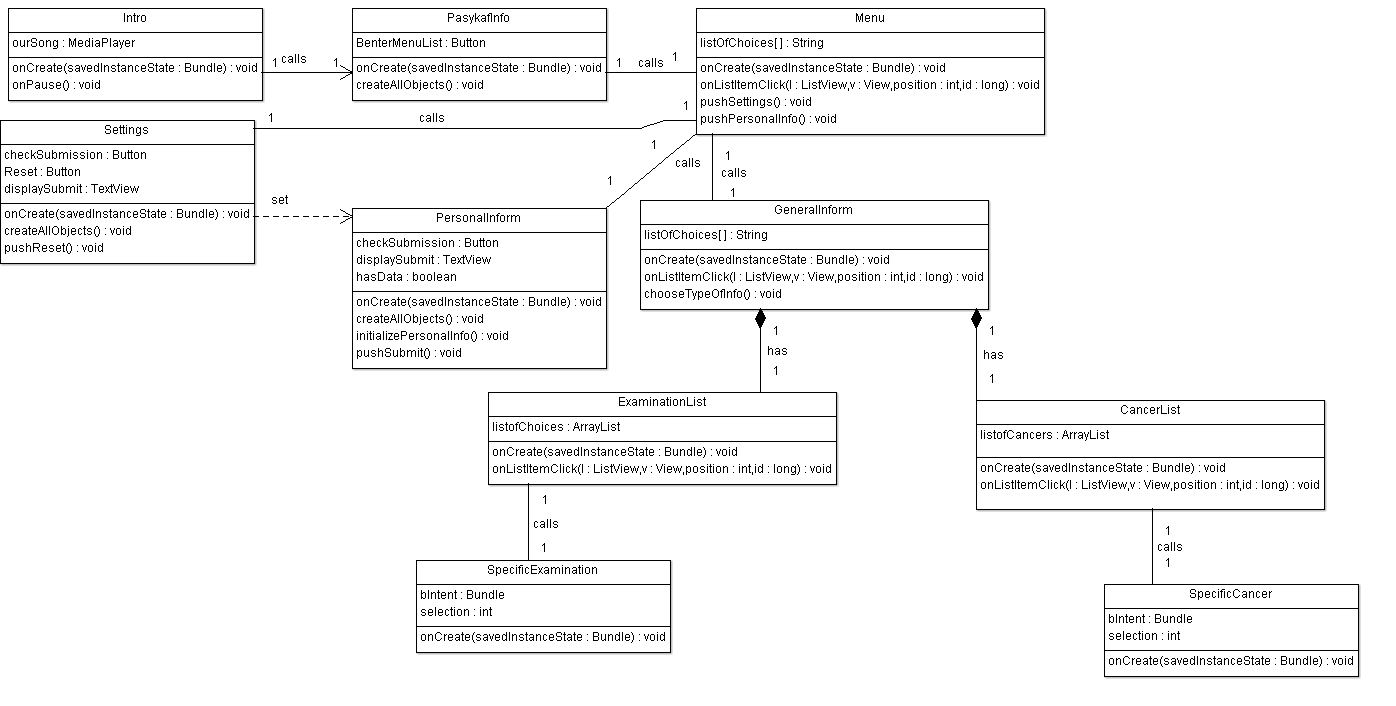 Intro
ourSong : MediaPlayer
onCreate(savedInstanceState : Bundle) : void
onPause() : void
1
calls
1
PasykafInfo
BenterMenuList : Button
onCreate(savedInstanceState : Bundle) : void
createAllObjects() : void
1
calls
1
Menu
listOfChoices[ ] : String
onCreate(savedInstanceState : Bundle) : void
onListItemClick(l : ListView,v : View,position : int,id : long) : void
pushSettings() : void
pushPersonalInfo() : void
1
calls
1
Settings
checkSubmission : Button
Reset : Button
displaySubmit : TextView
onCreate(savedInstanceState : Bundle) : void
createAllObjects() : void
pushReset() : void
set
1
calls
1
PersonalInform
checkSubmission : Button
displaySubmit : TextView
hasData : boolean
onCreate(savedInstanceState : Bundle) : void
createAllObjects() : void
initializePersonalInfo() : void
pushSubmit() : void
1
calls
1
GeneralInform
listOfChoices[ ] : String
onCreate(savedInstanceState : Bundle) : void
onListItemClick(l : ListView,v : View,position : int,id : long) : void
chooseTypeOfInfo() : void
1
has
1
1
has
1
ExaminationList
listofChoices : ArrayList
onCreate(savedInstanceState : Bundle) : void
onListItemClick(l : ListView,v : View,position : int,id : long) : void
CancerList
listofCancers : ArrayList
onCreate(savedInstanceState : Bundle) : void
onListItemClick(l : ListView,v : View,position : int,id : long) : void
1
calls
1
1
calls
1
SpecificExamination
bIntent : Bundle
selection : int
onCreate(savedInstanceState : Bundle) : void
SpecificCancer
bIntent : Bundle
selection : int
onCreate(savedInstanceState : Bundle) : void